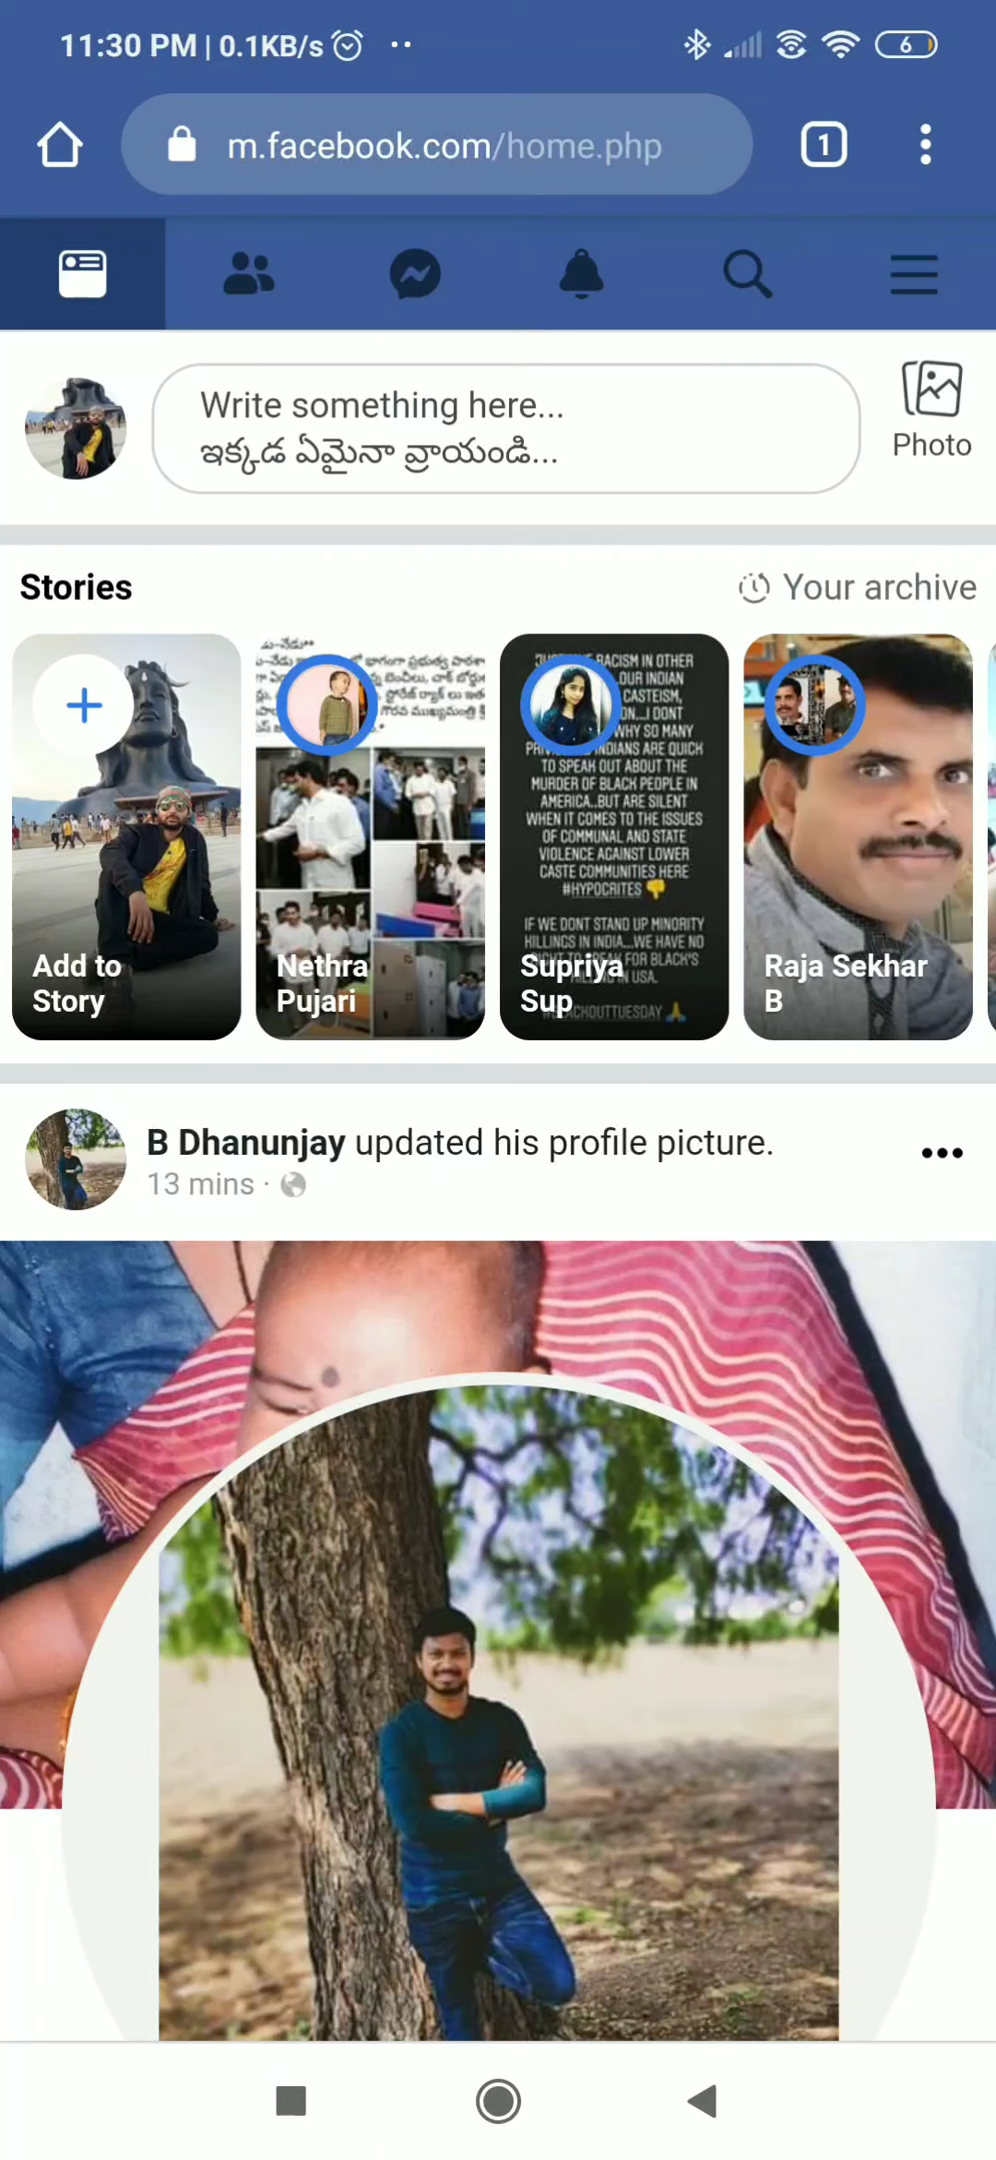 11:30 PM | 0.1KB/s
6
m.facebook.com/home.php
1
Write something here...
ఇక్కడ ఏమైనా వ్రాయండి...
Photo
Stories
Your archive
Add to
Story
Nethra
Pujari
RACISM IN OTHER
OUR INDIAN
CASTEISM,
I DONT
WHY SO MANY
INDIANS ARE QUICK
TO SPEAK OUT ABOUT THE
MURDER OF BLACK PEOPLE IN
AMERICA..BUT ARE SILENT
WHEN IT COMES TO THE ISSUES
OF COMMUNAL AND STATE
VIOLENCE AGAINST LOWER
CASTE COMMUNITIES HERE
#HYPOCRITES 👎
IF WE DONT STAND UP MINORITY
KILLINGS IN INDIA...WE HAVE NO
FOR BLACK'S
IN USA.
Supriya
Sup
Raja Sekhar
B
B Dhanunjay updated his profile picture.
13 mins ·